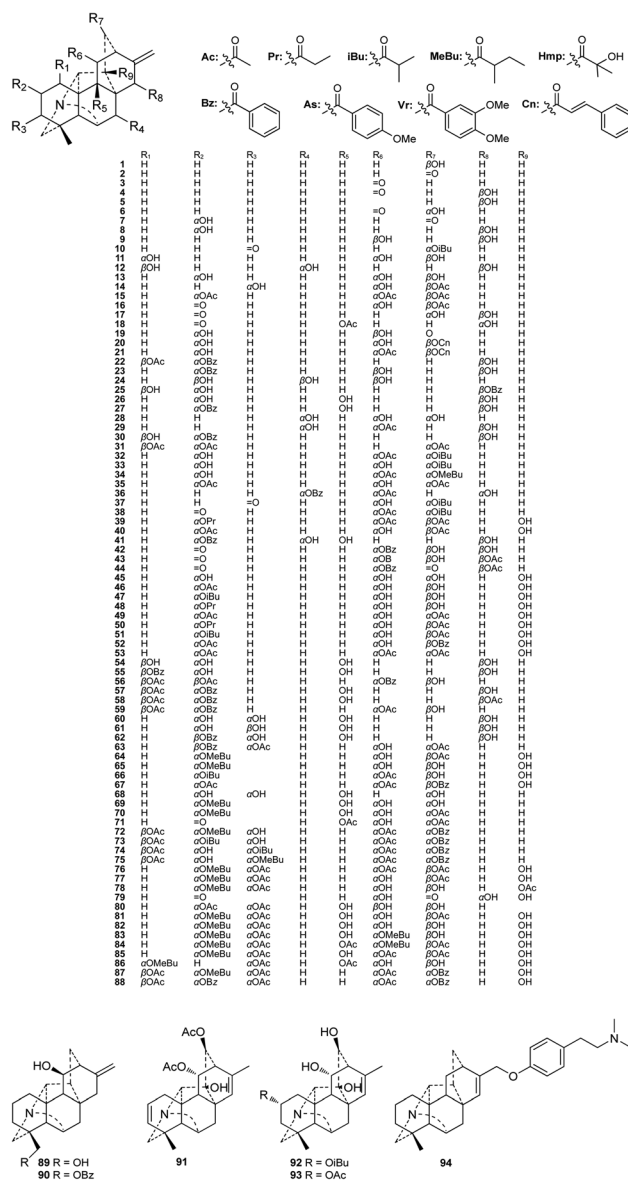 R7
R6
R1
R9
R2
R8
R5
N
R3
R4
Ac: O
Pr: O
iBu: O
MeBu: O
Hmp: O OH
Bz: O
As: O OMe
Vr: O OMe OMe
Cn: O
R1 R2 R3 R4 R5 R6 R7 R8 R9
1 H H H H H H βOH H H
2 H H H H H H =O H H
3 H H H H H =O H H H
4 H H H H H =O H βOH H
5 H H H H H H H βOH H
6 H H H H H =O αOH H H
7 H αOH H H H H =O H H
8 H αOH H H H H H βOH H
9 H H H H H βOH H βOH H
10 H H =O H H H αOiBu H H
11 αOH H H H H αOH βOH H H
12 βOH H H αOH H H H βOH H
13 H αOH H H H αOH βOH H H
14 H H αOH H H αOH βOAc H H
15 H αOAc H H H αOAc βOAc H H
16 H =O H H H αOH βOAc H H
17 H =O H H H H αOH βOH H
18 H =O H H OAc H H αOH H
19 H αOH H H H βOH O H H
20 H αOH H H H αOH βOCn H H
21 H αOH H H H αOAc βOCn H H
22 βOAc αOBz H H H H H βOH H
23 H αOBz H H H βOH H βOH H
24 H βOH H βOH H βOH H H H
25 βOH αOH H H H H H βOBz H
26 H αOH H H OH H H βOH H
27 H αOBz H H OH H H βOH H
28 H H H αOH H αOH αOH H H
29 H H H αOH H αOAc H βOH H
30 βOH αOBz H H H H H βOH H
31 βOAc αOAc H H H H αOAc H H
32 H αOH H H H αOAc αOiBu H H
33 H αOH H H H αOH αOiBu H H
34 H αOH H H H αOAc αOMeBu H H
35 H αOAc H H H αOH αOAc H H
36 H H H αOBz H αOAc H αOH H
37 H H =O H H αOH αOiBu H H
38 H =O H H H αOAc αOiBu H H
39 H αOPr H H H αOAc βOAc H OH
40 H αOAc H H H αOAc βOAc H OH
41 H αOBz H αOH OH H H βOH H
42 H =O H H H αOBz βOH βOH H
43 H =O H H H αOB βOH βOAc H
44 H =O H H H αOBz =O βOAc H
45 H αOH H H H αOH αOH H OH
46 H αOAc H H H αOH βOH H OH
47 H αOiBu H H H αOH βOH H OH
48 H αOPr H H H αOH βOH H OH
49 H αOAc H H H αOH αOAc H OH
50 H αOPr H H H αOH βOAc H OH
51 H αOiBu H H H αOH βOAc H OH
52 H αOAc H H H αOBz βOAc H OH
53 H αOAc H H H αOAc αOAc H OH
54 βOH αOH H H OH H H βOH H
55 βOBz αOH H H OH H H βOH H
56 βOAc βOAc H H H αOBz βOH H H
57 βOAc αOBz H H OH H H βOH H
58 βOAc αOBz H H OH H H βOAc H
59 βOAc αOBz H H H αOAc βOH H H
60 H αOH αOH H OH H H βOH H
61 H αOH βOH H OH H H βOH H
62 H βOBz αOH H OH H H βOH H
63 H βOBz αOAc H H αOH αOAc H H
64 H αOMeBu H H αOH βOAc H OH
65 H αOMeBu H H αOH βOH H OH
66 H αOiBu H H αOAc βOH H OH
67 H αOAc H H αOAc βOBz H OH
68 H αOH αOH H OH H αOH H H
69 H αOMeBu H OH αOH αOH H H
70 H αOMeBu H OH αOH αOAc H H
71 H =O H OAc αOH αOAc H H
72 βOAc αOMeBu αOH H H αOAc αOBz H H
73 βOAc αOiBu αOH H H αOAc αOBz H H
74 βOAc αOH αOiBu H H αOAc αOBz H H
75 βOAc αOH αOMeBu H H αOAc αOBz H H
76 H αOMeBu αOAc H H αOAc βOAc H OH
77 H αOMeBu αOAc H H αOH βOAc H OH
78 H αOMeBu αOAc H H αOH βOH H OAc
79 H =O H H αOH =O αOH OH
80 H αOAc αOAc H OH βOH βOH H H
81 H αOMeBu αOAc H OH αOH βOAc H OH
82 H αOMeBu αOAc H OH αOH βOH H OH
83 H αOMeBu αOAc H OH αOMeBu βOH H OH
84 H αOMeBu αOAc H OAc αOMeBu βOAc H OH
85 H αOMeBu αOAc H OH αOAc βOAc H OH
86 αOMeBu H αOAc H OAc αOH βOH H OH
87 βOAc αOMeBu αOAc H H αOAc αOBz H OH
88 βOAc αOBz αOAc H H αOAc αOBz H OH
HO
N
R
89 R = OH
90 R = OBz
AcO
AcO
OH
N
91
HO
HO
R
OH
N
92 R = OiBu
93 R = OAc
N
O
N
94